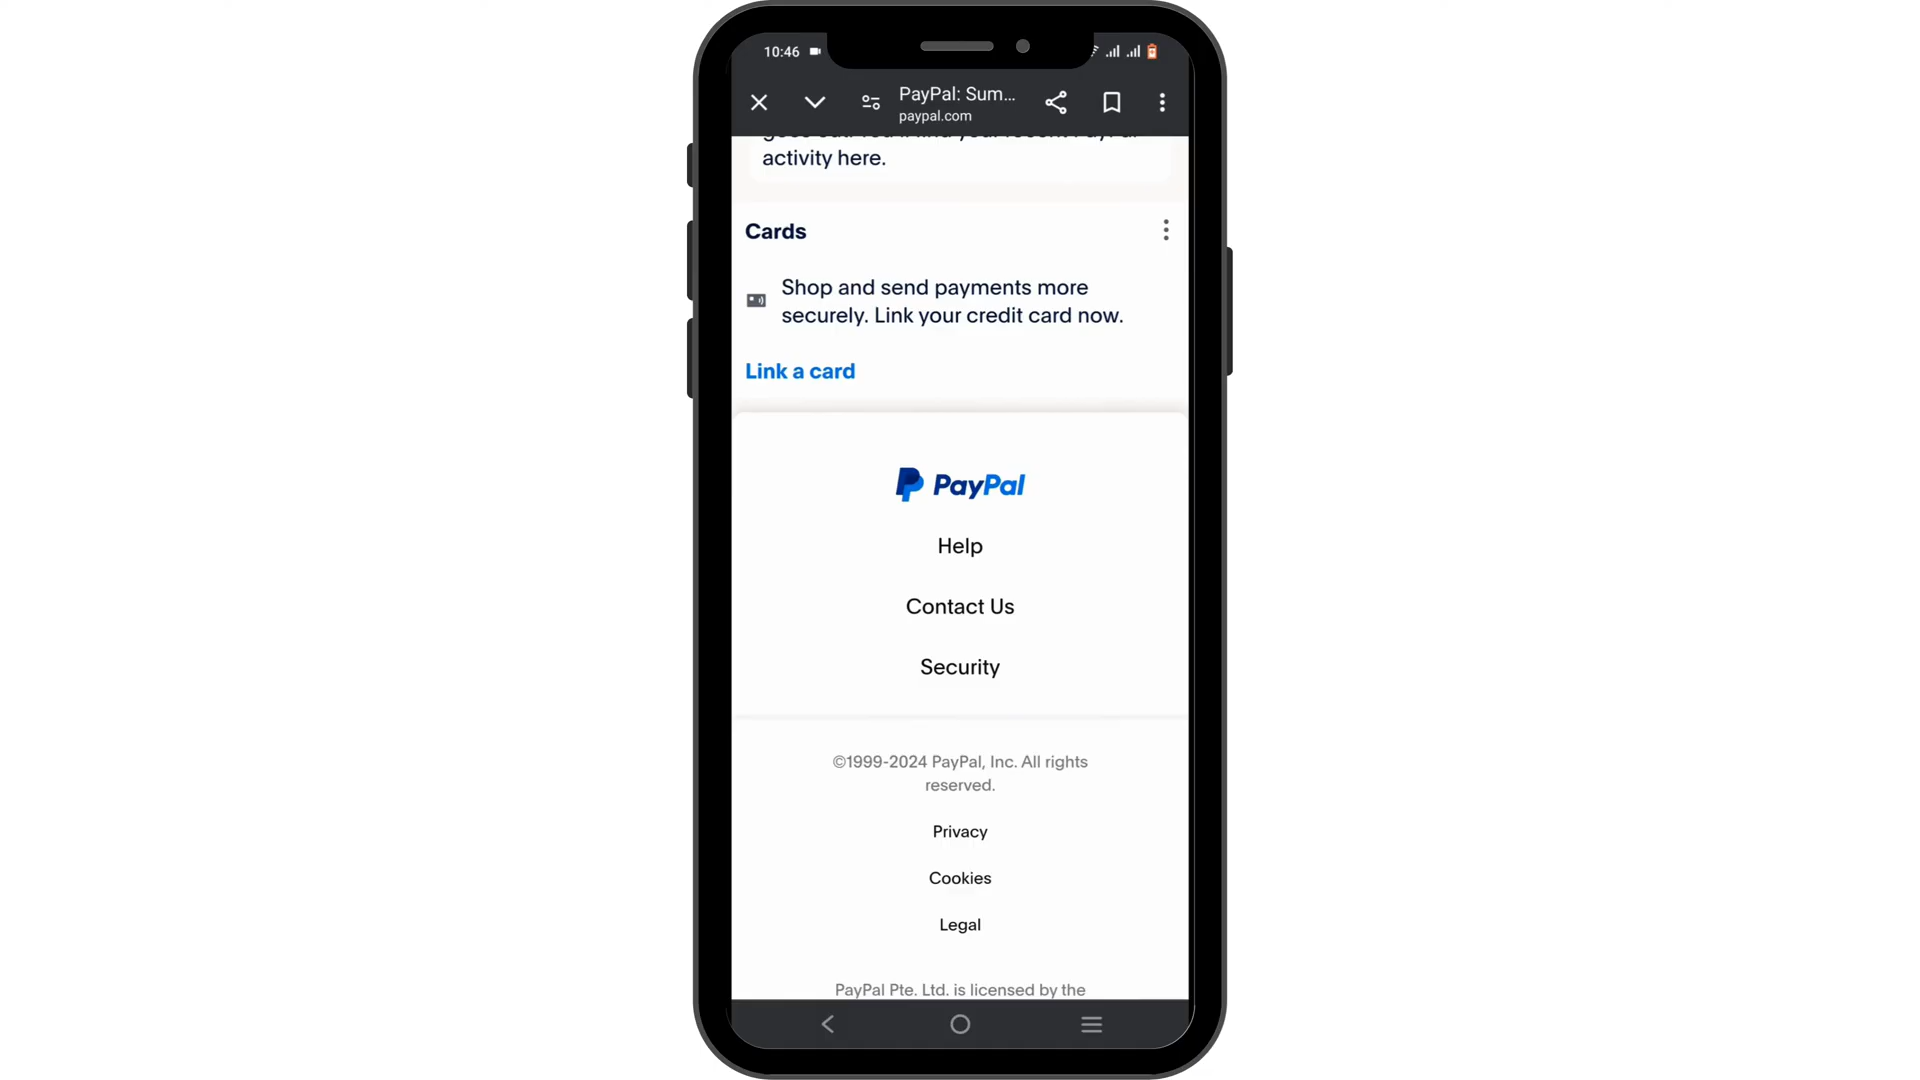 10:46
PayPal: Sum...
paypal.com
activity here.
Cards
Shop and send payments more
securely. Link your credit card now.
Link a card
PayPal
Help
Contact Us
Security
©1999-2024 PayPal, Inc. All rights
reserved.
Privacy
Cookies
Legal
PayPal Pte. Ltd. is licensed by the